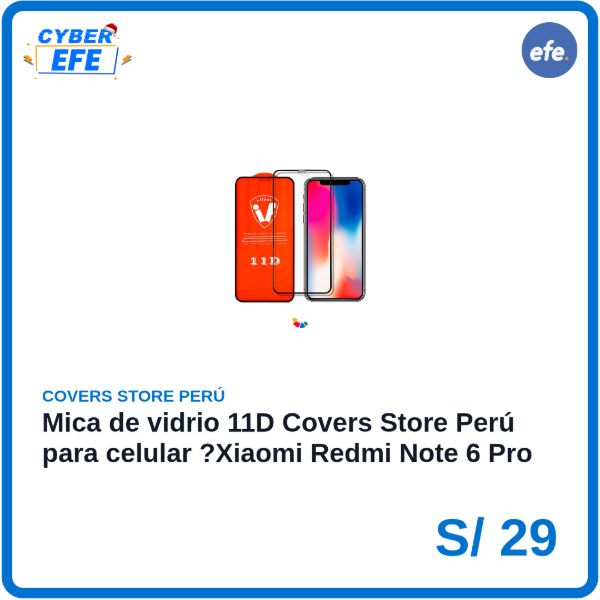 CYBER
EFE
efe.
11D
COVERS STORE PERÚ
Mica de vidrio 11D Covers Store Perú
para celular ?Xiaomi Redmi Note 6 Pro
S/ 29